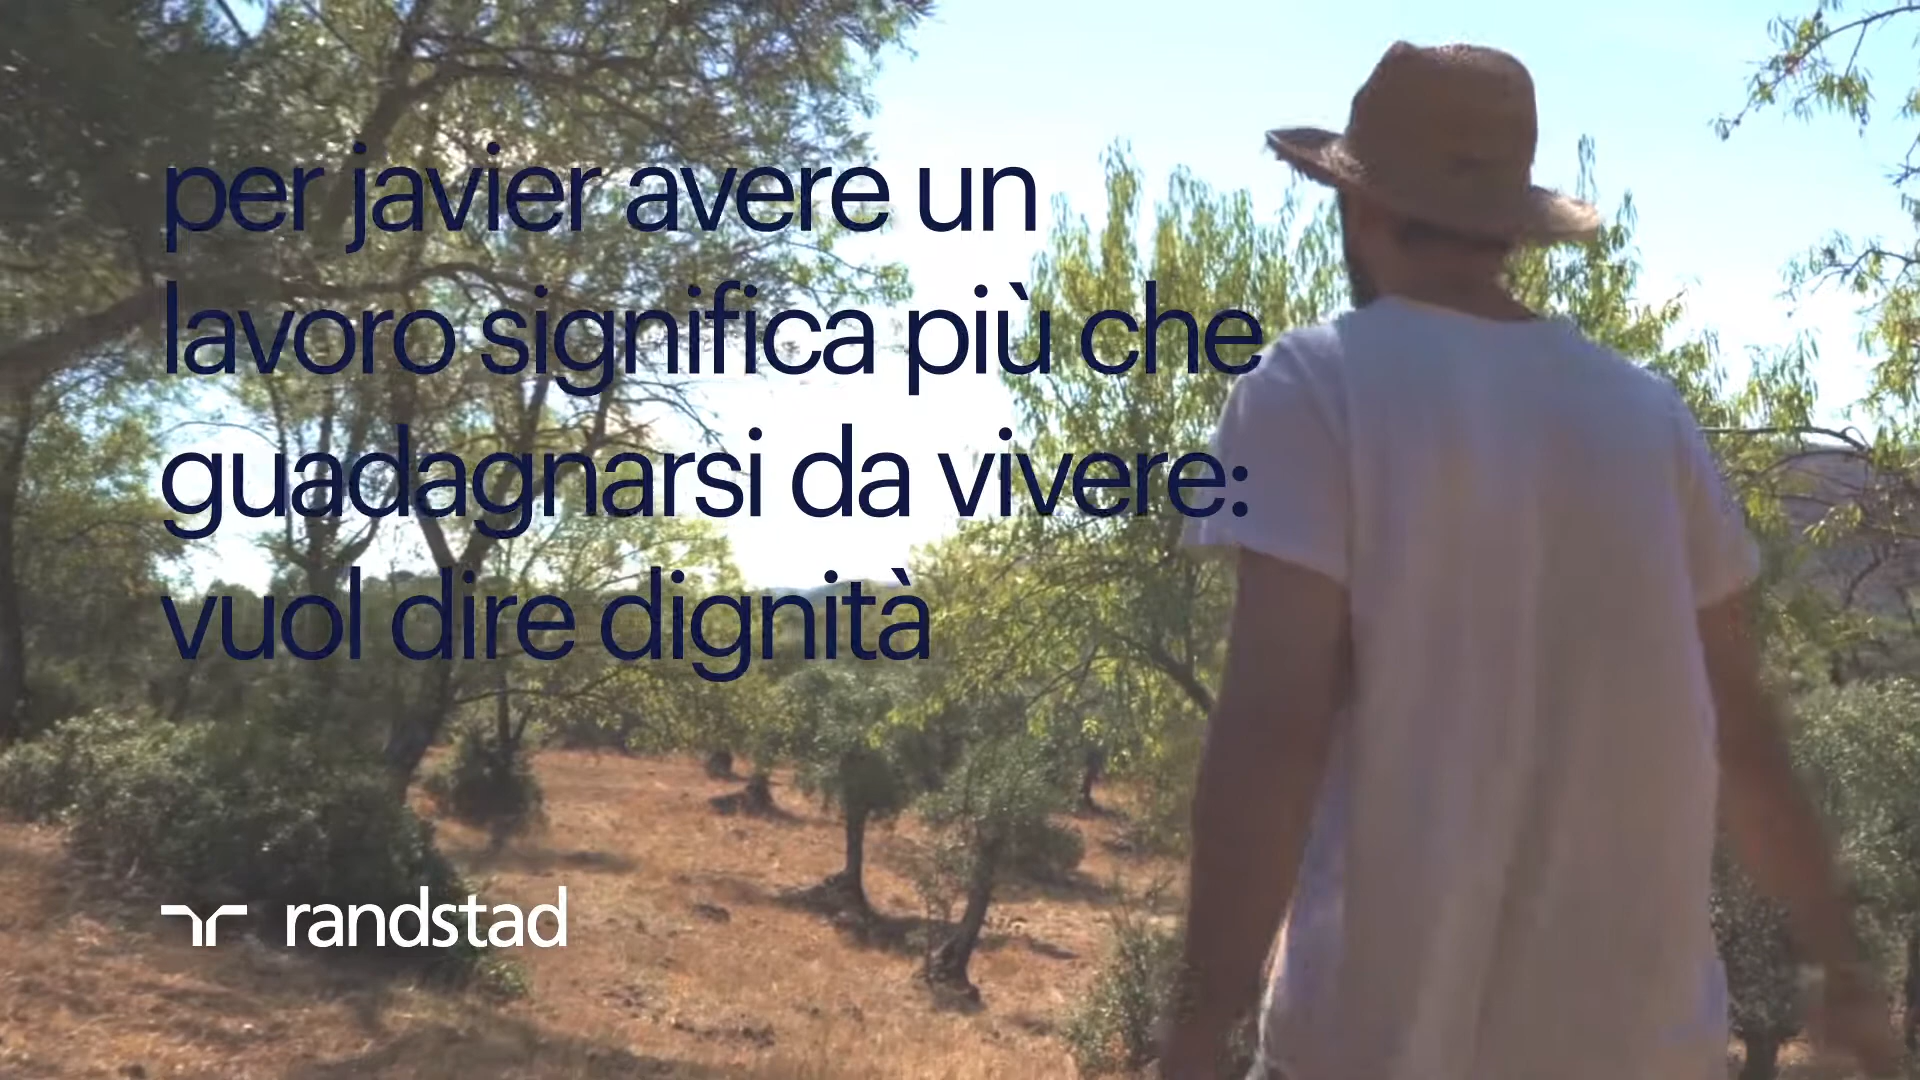 per javier avere un
lavoro significa più che
guadagnarsi da vivere:
vuol dire dignità
randstad